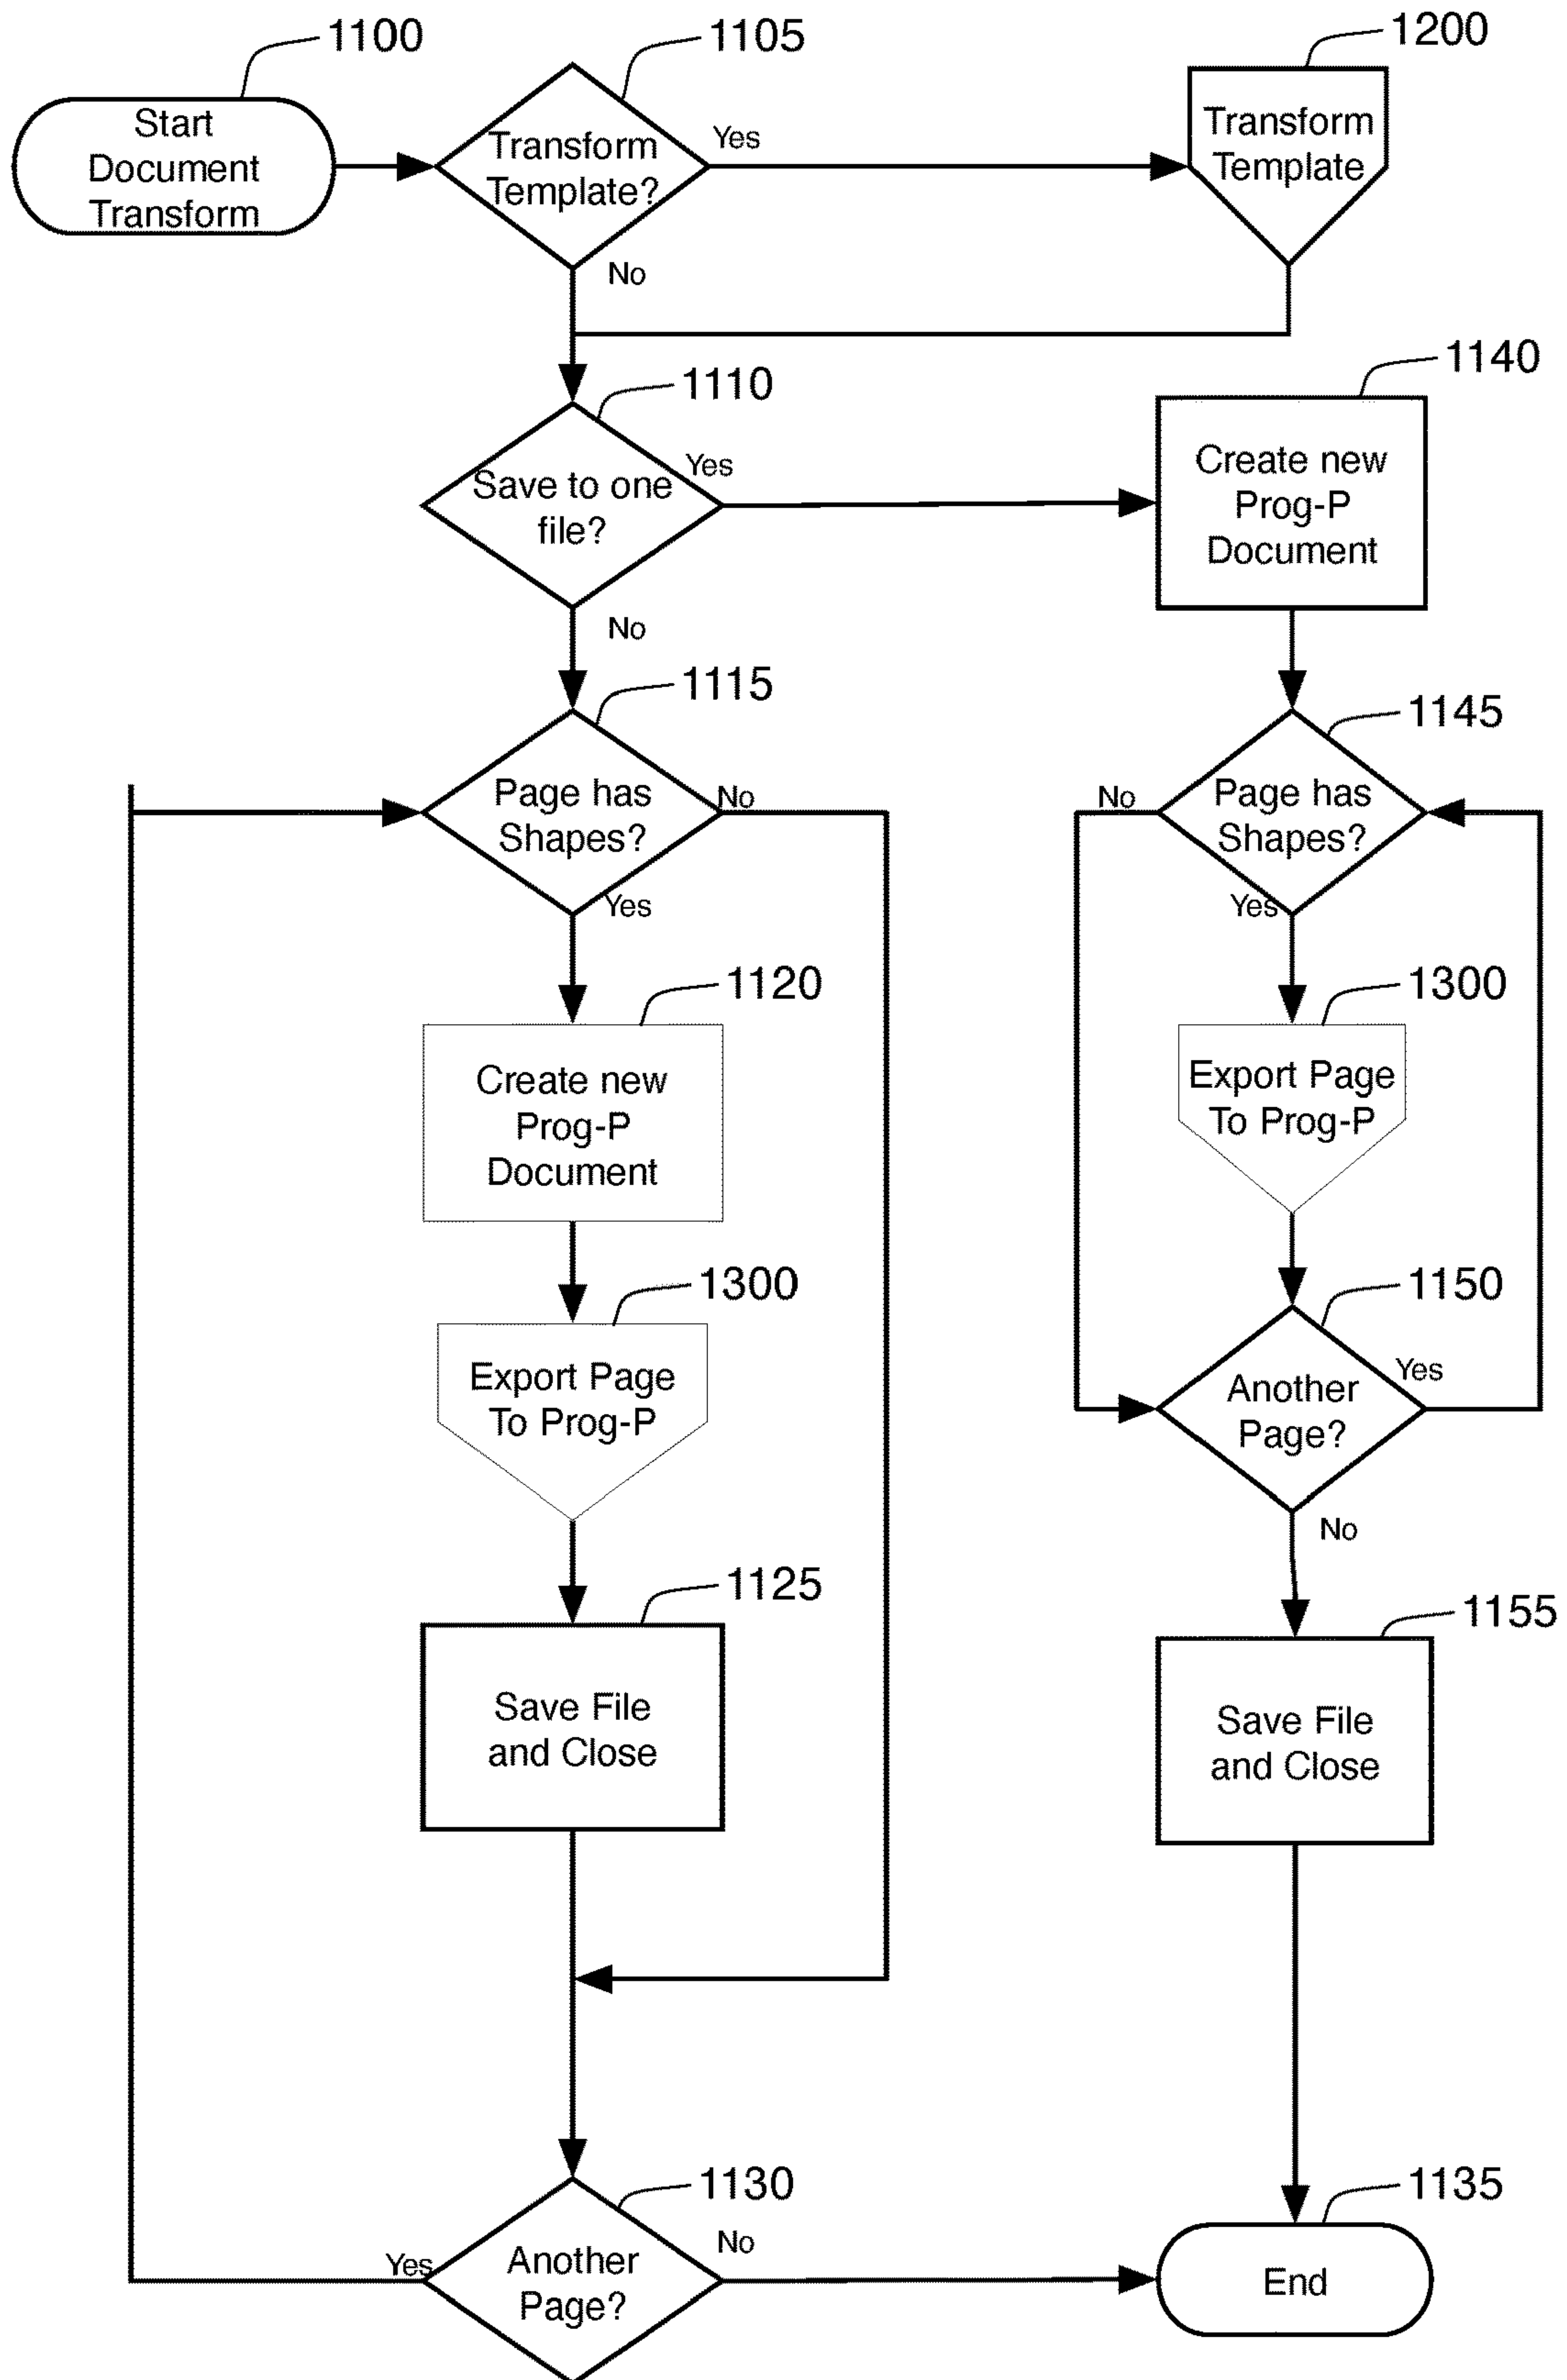 1100
1105
1200
Start
Document
Transform
Transform
Template?
Yes
Transform
Template
No
1110
1140
Save to one
file?
Yes
Create new
Prog-P
Document
No
1115
1145
Page has
Shapes?
No
Yes
No
Page has
Shapes?
Yes
1120
1300
Create new
Prog-P
Document
Export Page
To Prog-P
1300
1150
Export Page
To Prog-P
Another
Page?
Yes
No
1125
1155
Save File
and Close
Save File
and Close
1130
1135
Yes
Another
Page?
No
End